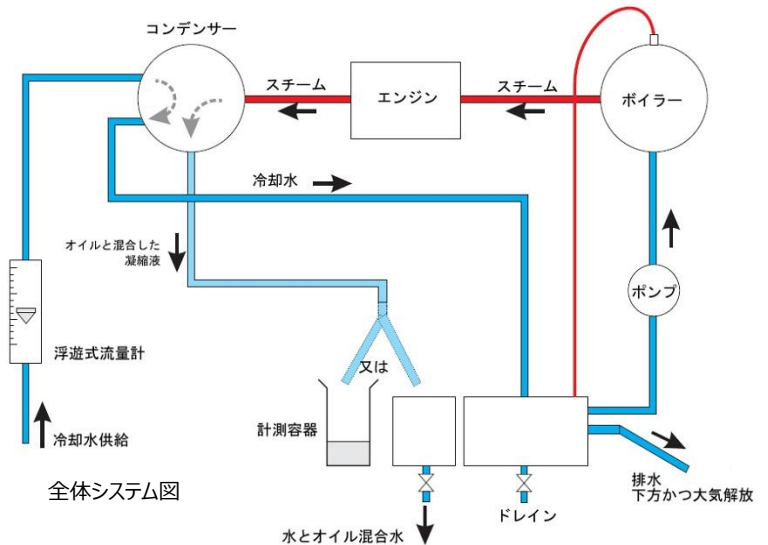 コンデンサー
スチーム
エンジン
スチーム
ボイラー
冷却水
オイルと混合した
凝縮液
ポンプ
浮遊式流量計
又は
計測容器
冷却水供給
排水
下方かつ大気解放
全体システム図
ドレイン
水とオイル混合水